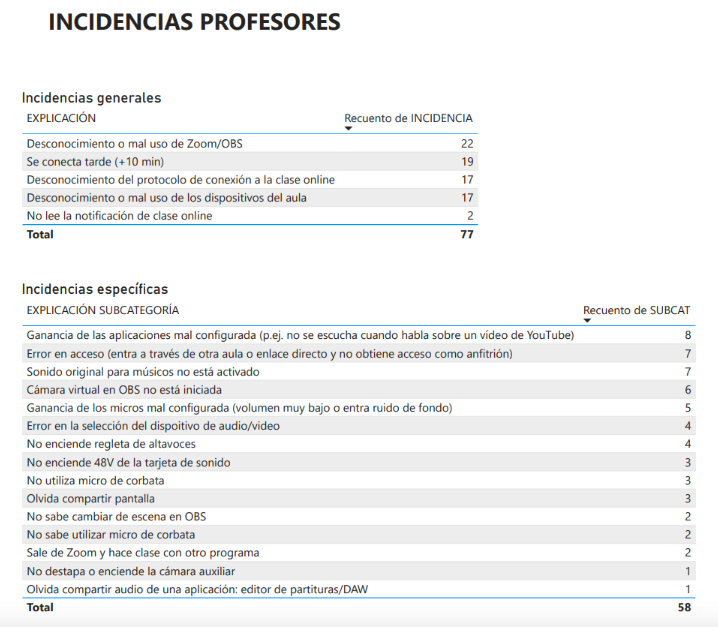 INCIDENCIAS PROFESORES
Incidencias generales
EXPLICACIÓN Recuento de INCIDENCIA
Desconocimiento o mal uso de Zoom/OBS 22
Se conecta tarde (+10 min) 19
Desconocimiento del protocolo de conexión a la clase online 17
Desconocimiento o mal uso de los dispositivos del aula 17
No lee la notificación de clase online 2
Total 77
Incidencias específicas
EXPLICACIÓN SUBCATEGORÍA Recuento de SUBCAT
Ganancia de las aplicaciones mal configurada (p.ej. no se escucha cuando habla sobre un video de YouTube) 8
Error en acceso (entra a través de otra aula o enlace directo y no obtiene acceso como anfitrión) 7
Sonido original para músicos no está activado 7
Cámara virtual en OBS no está iniciada 6
Ganancia de los micros mal configurada (volumen muy bajo o entra ruido de fondo) 5
Error en la selección del dispoitivo de audio/video 4
No enciende regleta de altavoces 4
No enciende 48V de la tarjeta de sonido 3
No utiliza micro de corbata 3
Olvida compartir pantalla 3
No sabe cambiar de escena en OBS 2
No sabe utilizar micro de corbata 2
Sale de Zoom y hace clase con otro programa 2
No destapa o enciende la cámara auxiliar 1
Olvida compartir audio de una aplicación: editor de partituras/DAW 1
Total 58